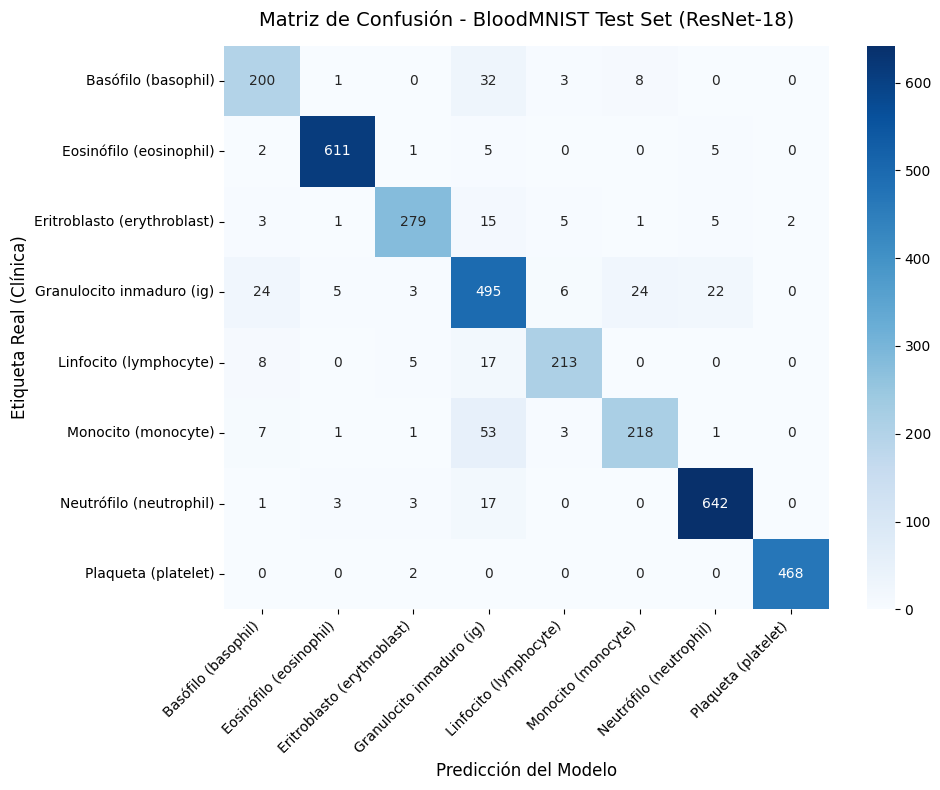 Matriz de Confusión - BloodMNIST Test Set (ResNet-18)
Etiqueta Real (Clínica)
Basófilo (basophil) 200 1 0 32 3 8 0 0
Eosinófilo (eosinophil) 2 611 1 5 0 0 5 0
Eritroblasto (erythroblast) 3 1 279 15 5 1 5 2
Granulocito inmaduro (ig) 24 5 3 495 6 24 22 0
Linfocito (lymphocyte) 8 0 5 17 213 0 0 0
Monocito (monocyte) 7 1 1 53 3 218 1 0
Neutrófilo (neutrophil) 1 3 3 17 0 0 642 0
Plaqueta (platelet) 0 0 2 0 0 0 0 468
Basófilo (basophil)
Eosinófilo (eosinophil)
Eritroblasto (erythroblast)
Granulocito inmaduro (ig)
Linfocito (lymphocyte)
Monocito (monocyte)
Neutrófilo (neutrophil)
Plaqueta (platelet)
Predicción del Modelo
600
500
400
300
200
100
0